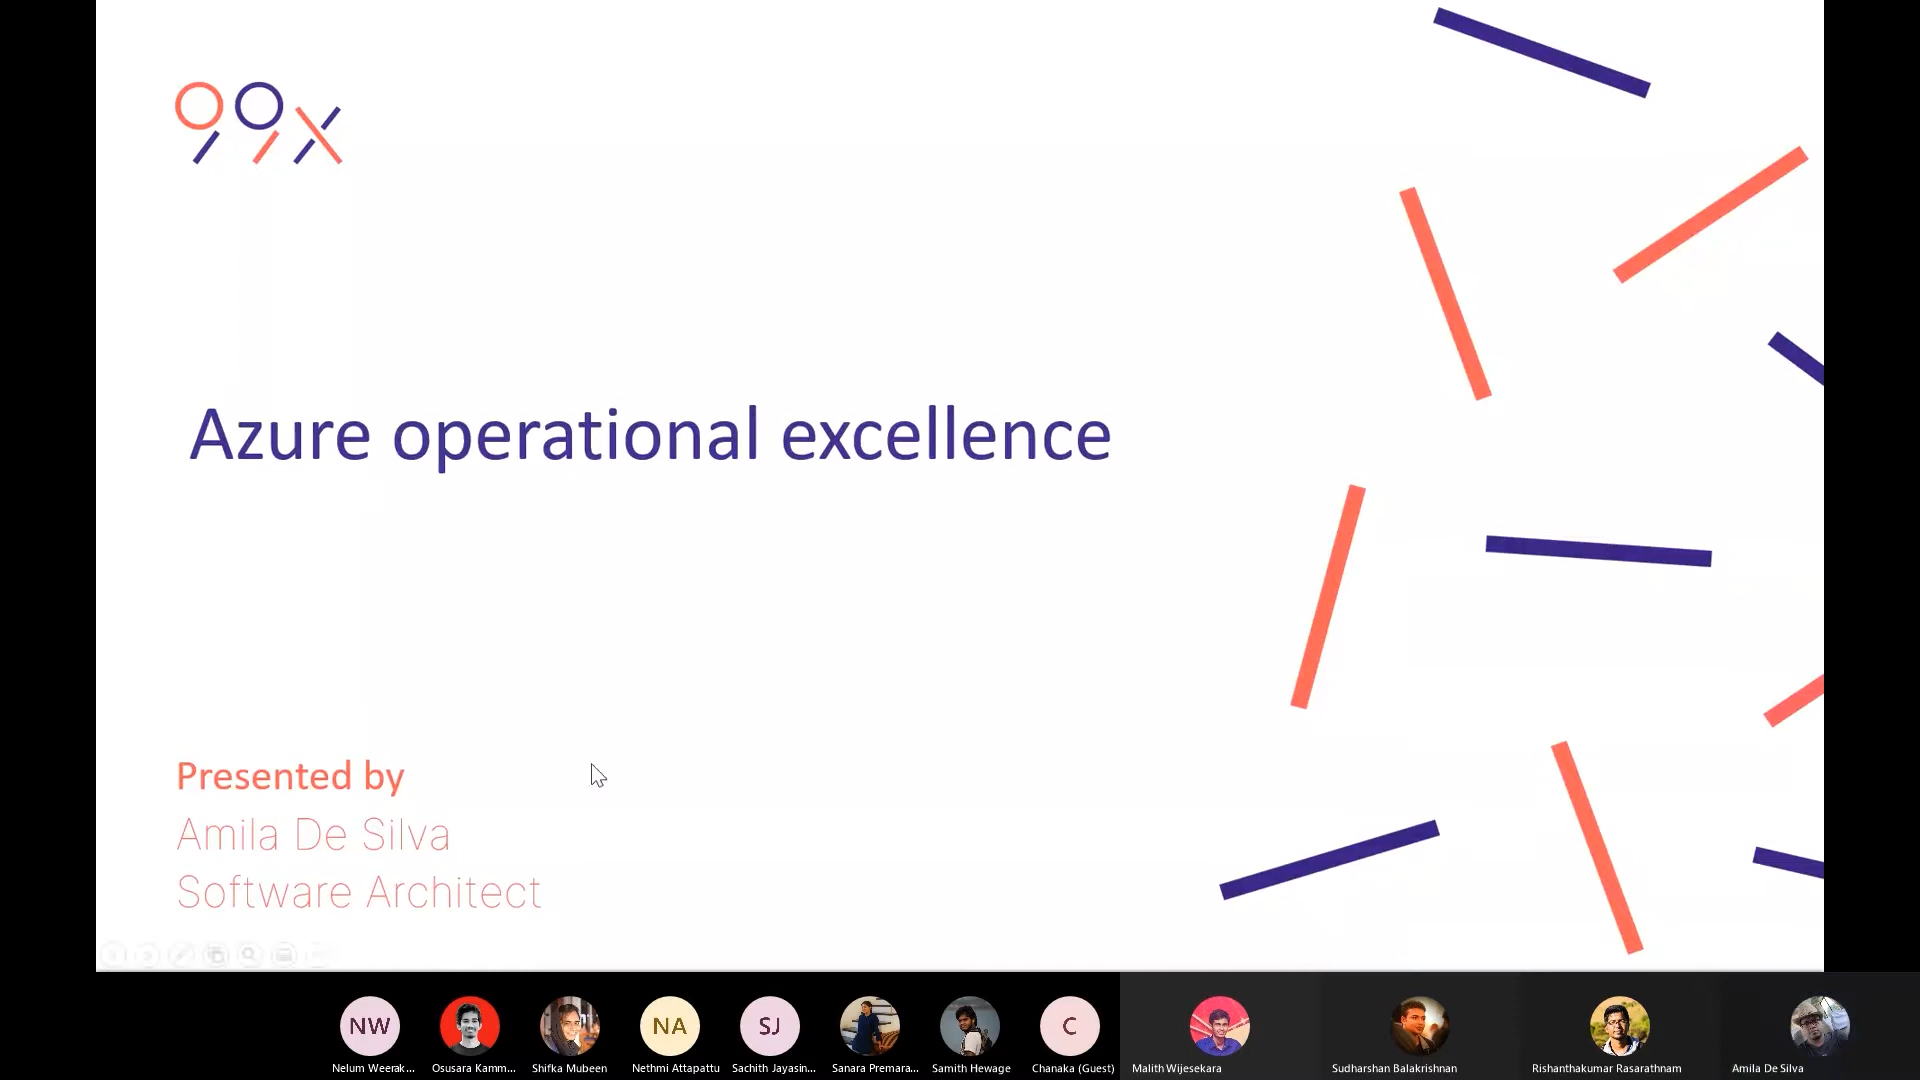 99x
Azure operational excellence
Presented by
Amila De Silva
Software Architect
NW
NA
SJ
C
Nelum Weerak...
Osusara Kamm...
Shifka Mubeen
Nethmi Attapattu
Sachith Jayasin...
Sanara Premara...
Samith Hewage
Chanaka (Guest)
Malith Wijesekara
Sudharshan Balakrishnan
Rishanthakumar Rasarathnam
Amila De Silva